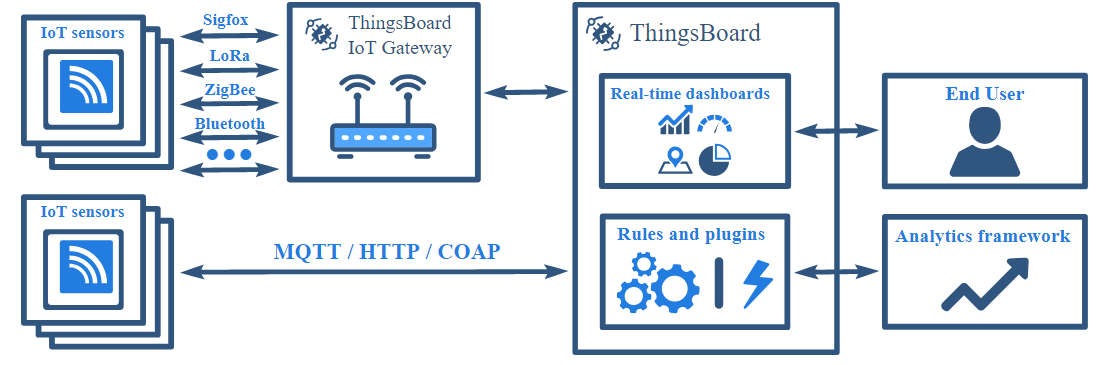 IoT sensors
Sigfox
LoRa
ZigBee
Bluetooth
ThingsBoard
IoT Gateway
ThingsBoard
Real-time dashboards
End User
IoT sensors
MQTT / HTTP / COAP
Rules and plugins
Analytics framework